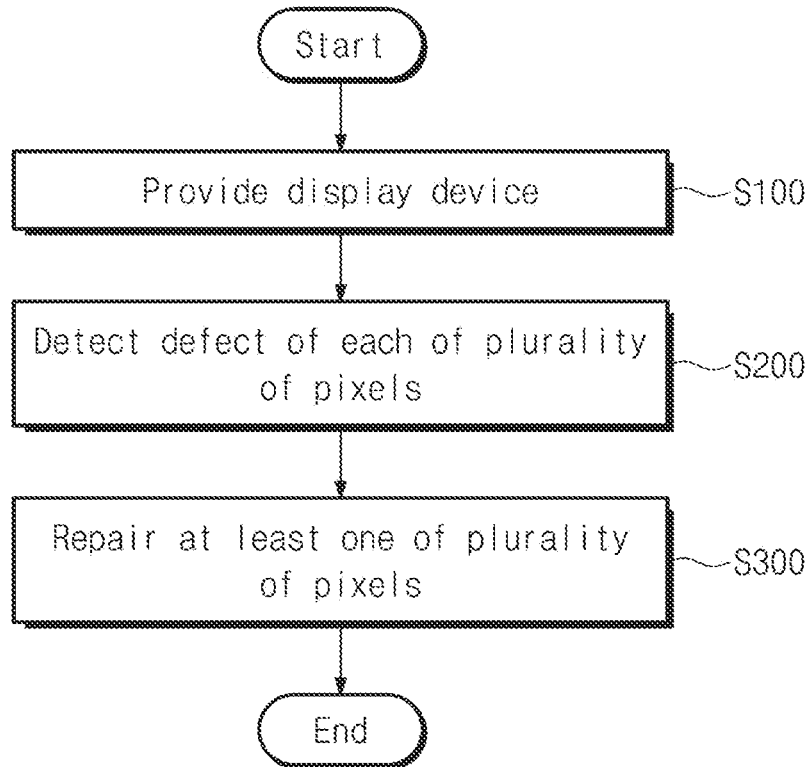 Start
Provide display device
S100
Detect defect of each of plurality
of pixels
S200
Repair at least one of plurality
of pixels
S300
End